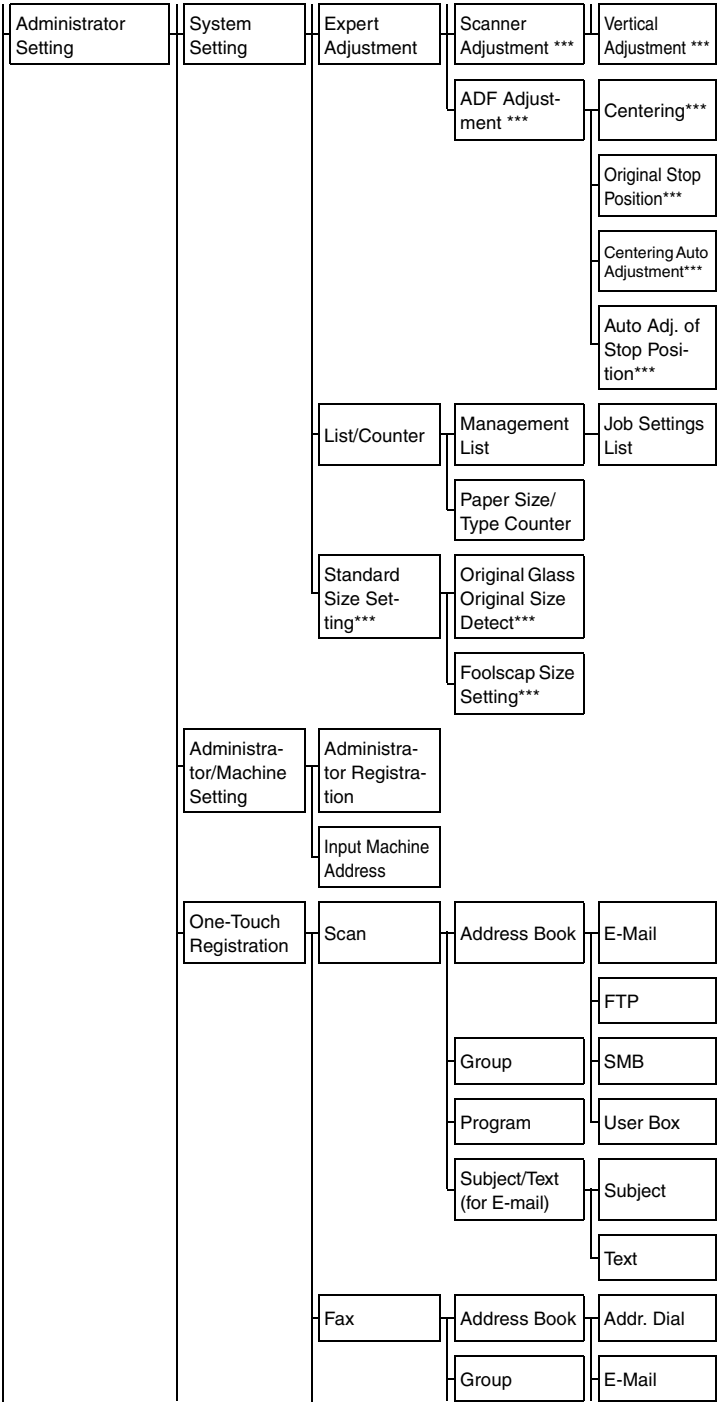 Administrator
Setting
System
Setting
Expert
Adjustment
Scanner
Adjustment ***
Vertical
Adjustment ***
ADF Adjust-
ment ***
Centering***
Original Stop
Position***
Centering Auto
Adjustment***
Auto Adj. of
Stop Posi-
tion***
List/Counter
Management
List
Job Settings
List
Paper Size/
Type Counter
Standard
Size Set-
ting***
Original Glass
Original Size
Detect***
Foolscap Size
Setting***
Administra-
tor/Machine
Setting
Administra-
tor Registra-
tion
Input Machine
Address
One-Touch
Registration
Scan
Address Book
E-Mail
FTP
Group
SMB
Program
User Box
Subject/Text
(for E-mail)
Subject
Text
Fax
Address Book
Addr. Dial
Group
E-Mail